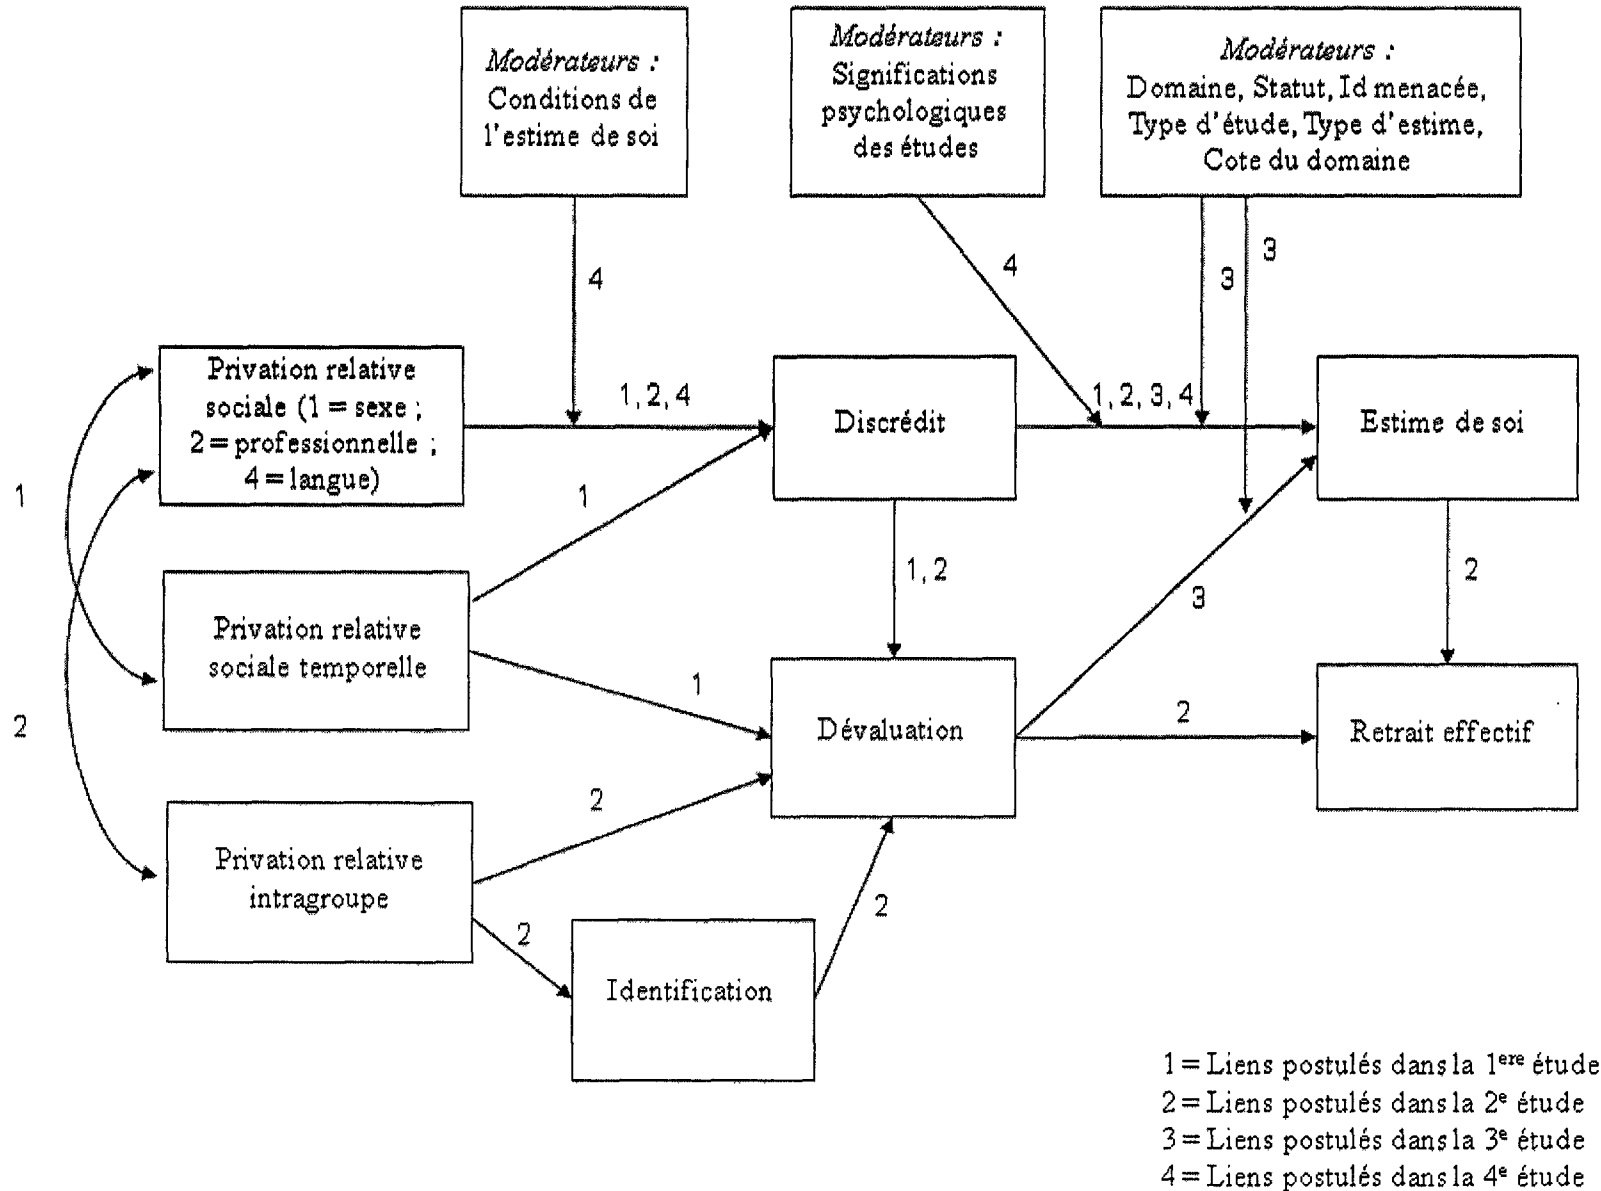 Modérateurs :
Conditions de
l'estime de soi
Modérateurs :
Significations
psychologiques
des études
Modérateurs :
Domaine, Statut, Id menacée,
Type d'étude, Type d'estime,
Cote du domaine
4
4
3
3
Privation relative
sociale (1 = sexe ;
2 = professionnelle ;
4 = langue)
1, 2, 4
Discrédit
1, 2, 3, 4
Estime de soi
1
1
1, 2
3
2
Privation relative
sociale temporelle
1
Dévaluation
2
Retrait effectif
2
2
Privation relative
intragroupe
2
2
Identification
1 = Liens postulés dans la 1ere étude
2 = Liens postulés dans la 2e étude
3 = Liens postulés dans la 3e étude
4 = Liens postulés dans la 4e étude